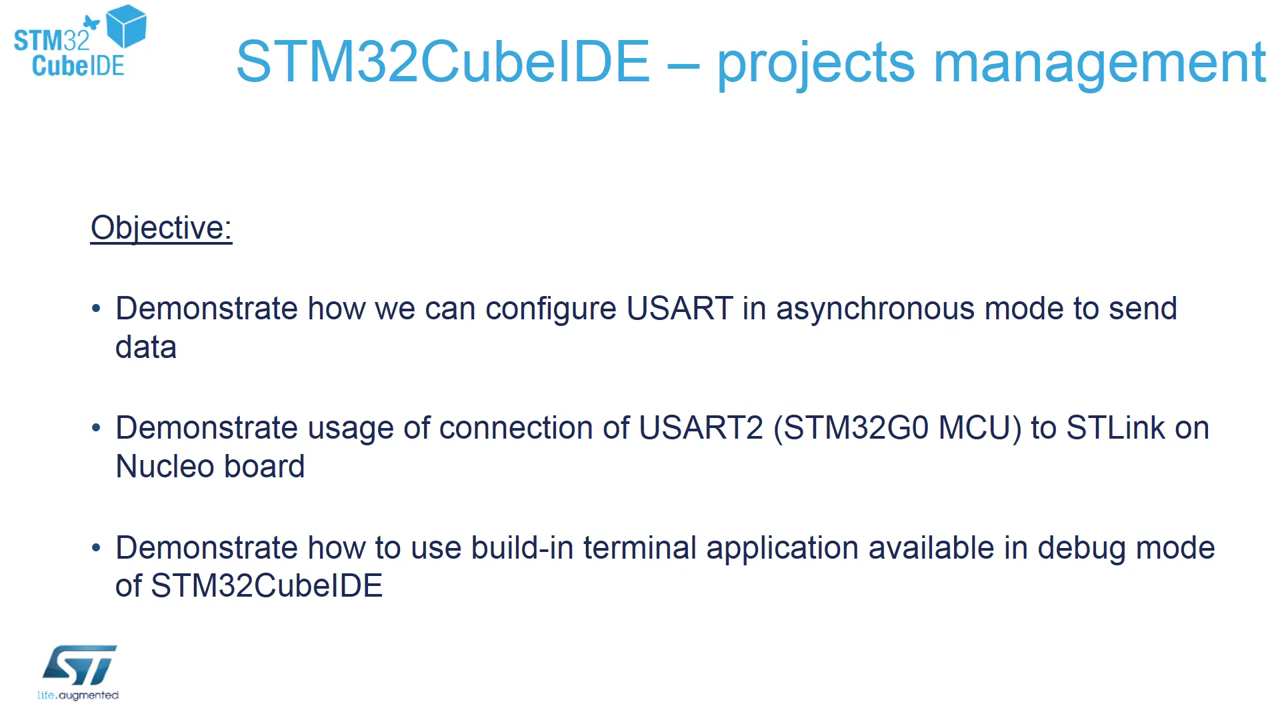 STM32
CubeIDE
STM32CubeIDE – projects management
Objective:
• Demonstrate how we can configure USART in asynchronous mode to send
data
• Demonstrate usage of connection of USART2 (STM32G0 MCU) to STLink on
Nucleo board
• Demonstrate how to use build-in terminal application available in debug mode
of STM32CubeIDE
ST
life.augmented